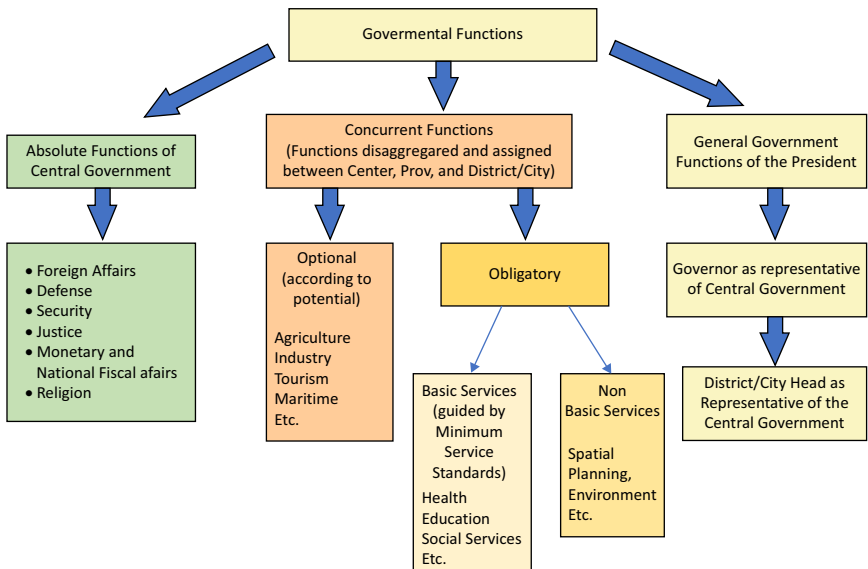 Govermental Functions
Absolute Functions of
Central Government
Concurrent Functions
(Functions disaggregared and assigned
between Center, Prov, and District/City)
General Government
Functions of the President
• Foreign Affairs
• Defense
• Security
• Justice
• Monetary and
National Fiscal afairs
• Religion
Optional
(according to
potential)
Agriculture
Industry
Tourism
Maritime
Etc.
Obligatory
Basic Services
(guided by
Minimum
Service
Standards)
Health
Education
Social Services
Etc.
Non
Basic Services
Spatial
Planning,
Environment
Etc.
Governor as representative
of Central Government
District/City Head as
Representative of the
Central Government